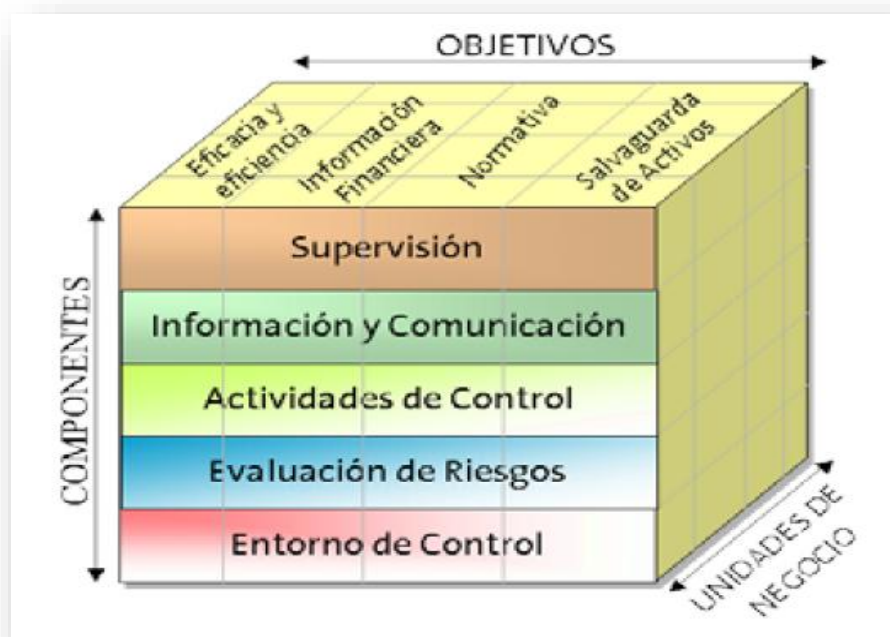 OBJETIVOS
Eficacia y
eficiencia
Información
Financiera
Normativa
Salvaguarda
de Activos
COMPONENTES
Supervisión
Información y Comunicación
Actividades de Control
Evaluación de Riesgos
Entorno de Control
UNIDADES DE
NEGOCIO